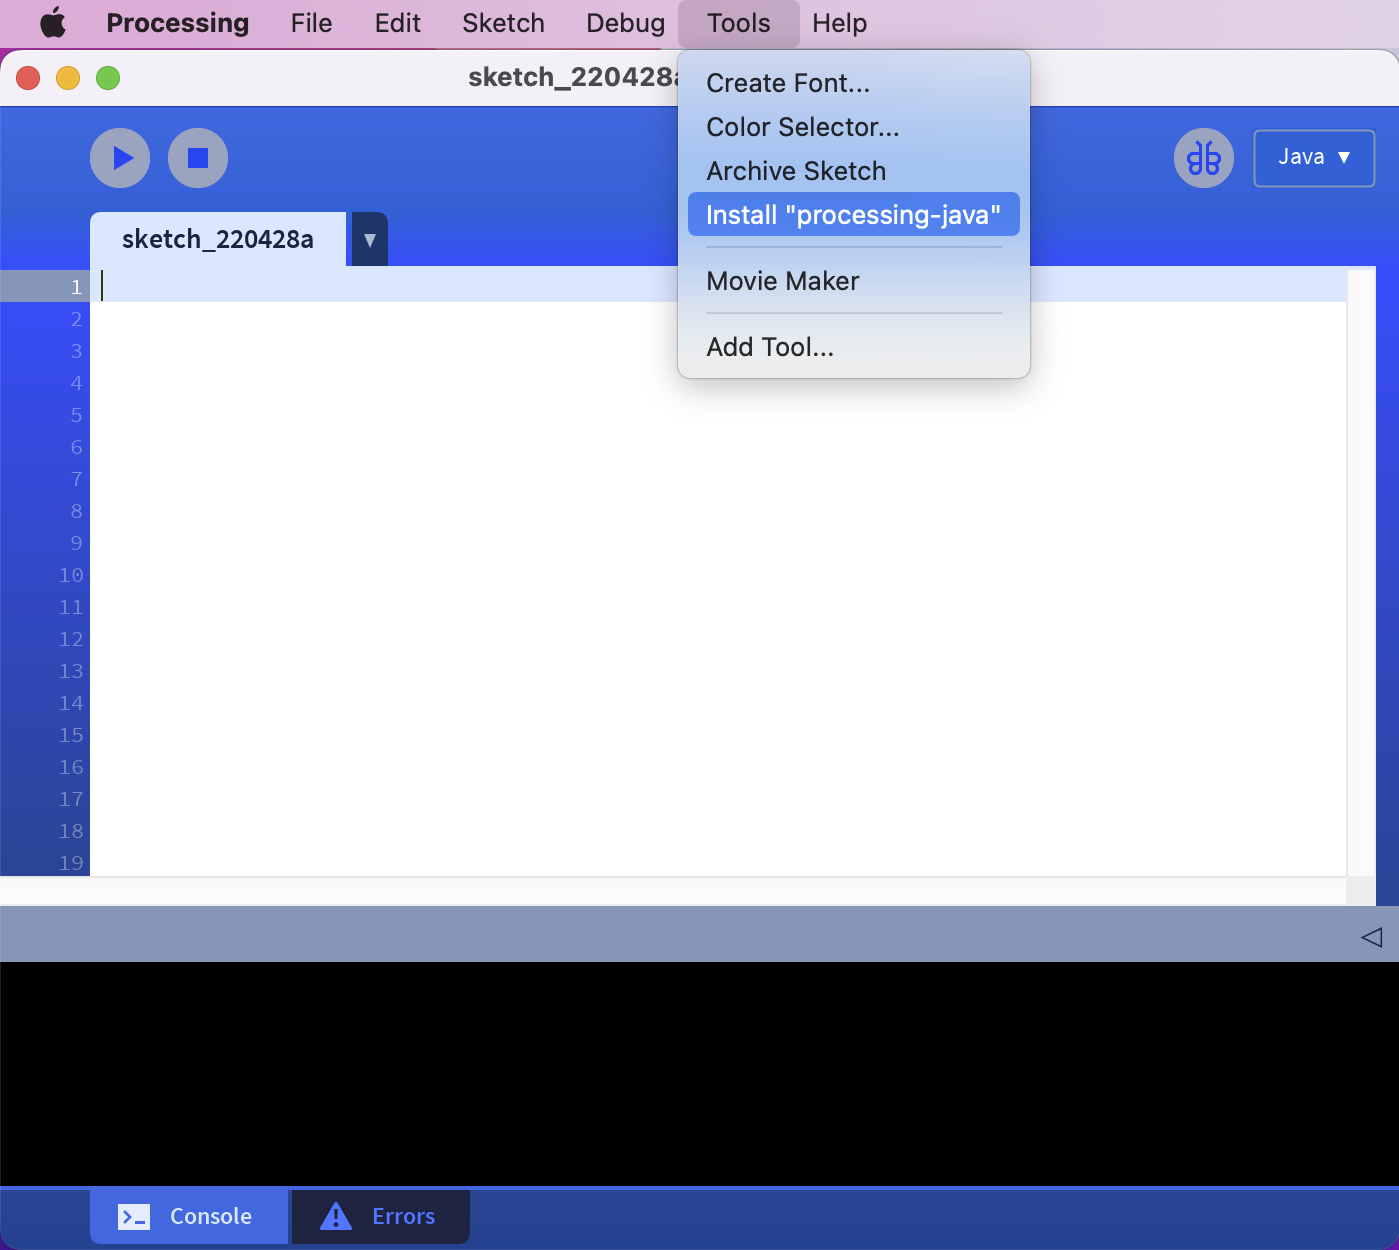 Processing File Edit Sketch Debug Tools Help
sketch_220428a
Create Font...
Color Selector...
Archive Sketch
Install "processing-java"
Movie Maker
Add Tool...
Java ▼
sketch_220428a ▼
1
2
3
4
5
6
7
8
9
10
11
12
13
14
15
16
17
18
19
Console Errors